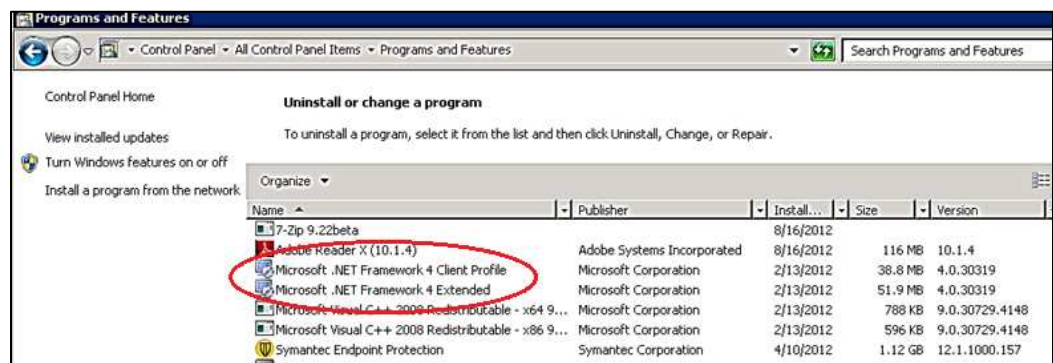 Programs and Features
Control Panel All Control Panel Items Programs and Features Search Programs and Features
Control Panel Home
Uninstall or change a program
View installed updates
To uninstall a program, select it from the list and then click Uninstall, Change, or Repair.
Turn Windows features on or off
Install a program from the network
Organize
Name Publisher Install... Size Version
7-Zip 9.22beta 8/16/2012
Adobe Reader X (10.1.4) Adobe Systems Incorporated 8/16/2012 116 MB 10.1.4
Microsoft .NET Framework 4 Client Profile Microsoft Corporation 2/13/2012 38.8 MB 4.0.30319
Microsoft .NET Framework 4 Extended Microsoft Corporation 2/13/2012 51.9 MB 4.0.30319
Microsoft Visual C++ 2008 Redistributable - x64 9... Microsoft Corporation 2/13/2012 788 KB 9.0.30729.4148
Microsoft Visual C++ 2008 Redistributable - x86 9... Microsoft Corporation 2/13/2012 596 KB 9.0.30729.4148
Symantec Endpoint Protection Symantec Corporation 4/10/2012 1.12 GB 12.1.1000.157